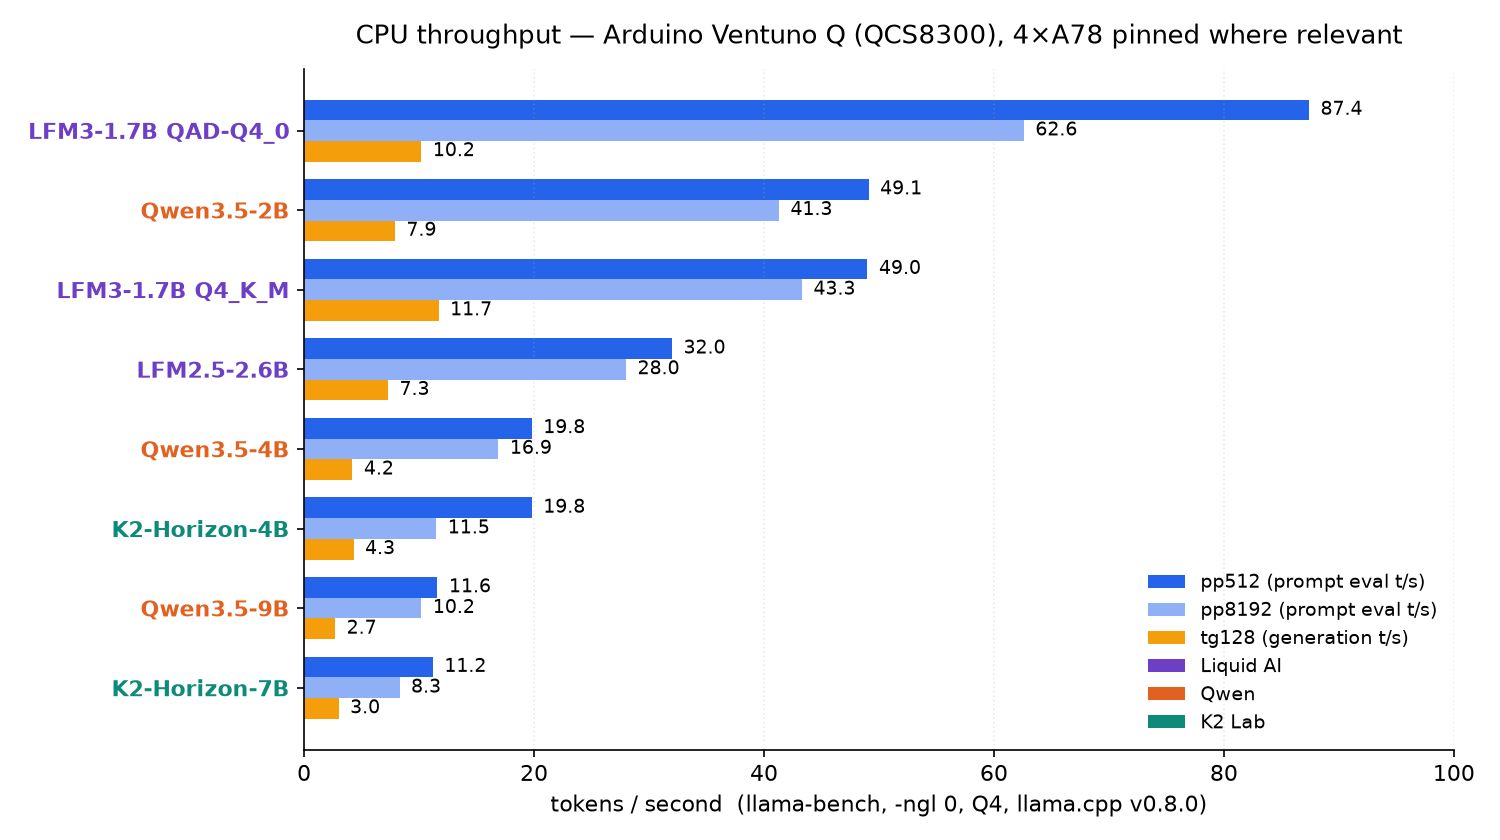 CPU throughput — Arduino Ventuno Q (QCS8300), 4×A78 pinned where relevant
LFM3-1.7B QAD-Q4_0
87.4
62.6
10.2
Qwen3.5-2B
49.1
41.3
7.9
LFM3-1.7B Q4_K_M
49.0
43.3
11.7
LFM2.5-2.6B
32.0
28.0
7.3
Qwen3.5-4B
19.8
16.9
4.2
K2-Horizon-4B
19.8
11.5
4.3
Qwen3.5-9B
11.6
10.2
2.7
K2-Horizon-7B
11.2
8.3
3.0
pp512 (prompt eval t/s)
pp8192 (prompt eval t/s)
tg128 (generation t/s)
Liquid AI
Qwen
K2 Lab
0 20 40 60 80 100
tokens / second (llama-bench, -ngl 0, Q4, llama.cpp v0.8.0)